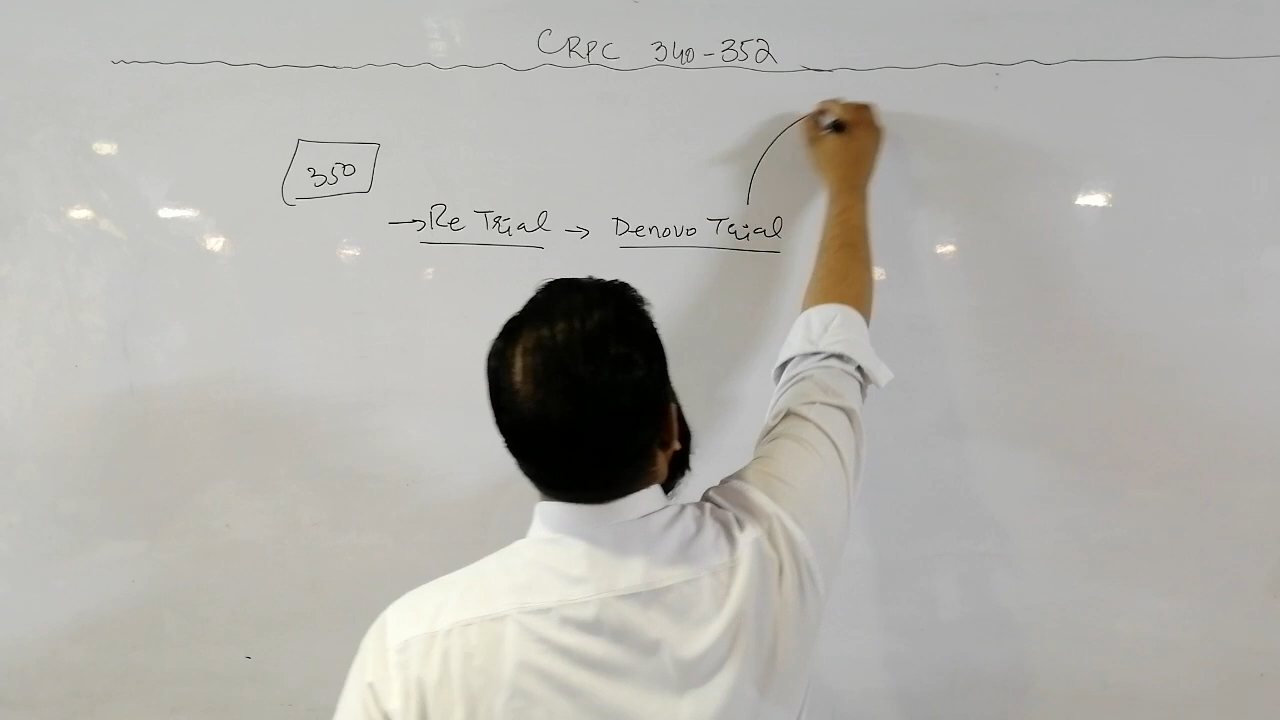 CRPC 340-352
350
→Re Trial → Denovo Trial